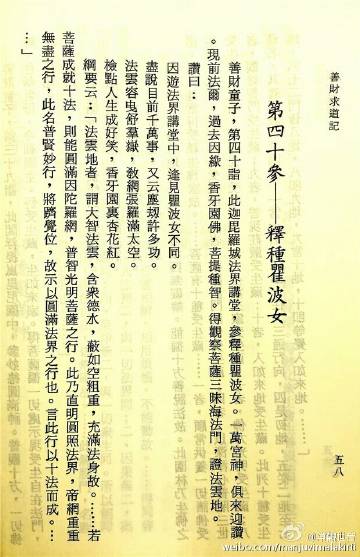 善財求道記
五八
第四十參——釋種瞿波女
善財童子，第四十詣，此迦毘羅城法界講堂，參釋種瞿波女。一萬宮神，俱來迎讚
。現前法爾，過去因緣，香牙園佛，菩提種智。得觀察菩薩三昧海法門，證法雲地。
讚曰：
因遊法界講堂中，逢見瞿波女不同。
盡說目前千萬事，又云塵劫許多功。
法雲容曳舒羣嶽，教網張羅滿太空。
檢點人生成好笑，香牙園裏杏花紅。
綱要云：「法雲地者，謂大智法雲，含衆德水，蔽如空粗重，充滿法身故。……若
菩薩成就十法，則能圓滿因陀羅網，普智光明菩薩之行。此乃直明圓照法界，帝網重重
無盡之行，此名普賢妙行，將躋覺位，故示以圓滿法界之行也。言此行以十法而成。…
…」
weibo.com/manjuvimalakirti